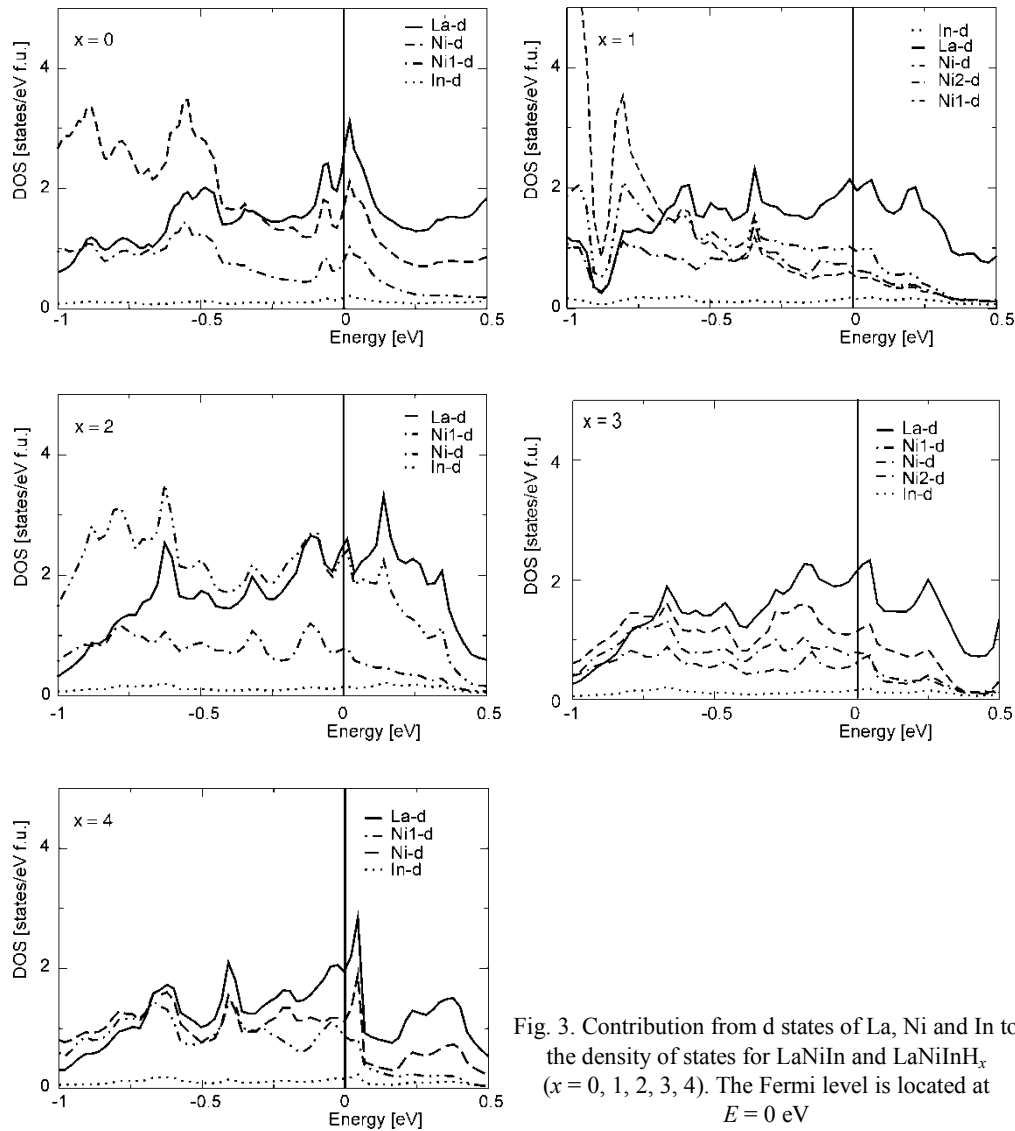 x = 0
La-d
Ni-d
Ni1-d
In-d
DOS [states/eV f.u.]
4
2
0
-1
-0.5
0
0.5
Energy [eV]
x = 1
In-d
La-d
Ni-d
Ni2-d
Ni1-d
DOS [states/eV f.u.]
4
2
0
-1
-0.5
0
0.5
Energy [eV]
x = 2
La-d
Ni1-d
Ni-d
In-d
DOS [states/eV f.u.]
4
2
0
-1
-0.5
0
0.5
Energy [eV]
x = 3
La-d
Ni1-d
Ni-d
Ni2-d
In-d
DOS [states/eV f.u.]
4
2
0
-1
-0.5
0
0.5
Energy [eV]
x = 4
La-d
Ni1-d
Ni-d
In-d
DOS [states/eV f.u.]
4
2
0
-1
-0.5
0
0.5
Energy [eV]
Fig. 3. Contribution from d states of La, Ni and In to
the density of states for LaNiIn and LaNiInHₓ
(x = 0, 1, 2, 3, 4). The Fermi level is located at
E = 0 eV